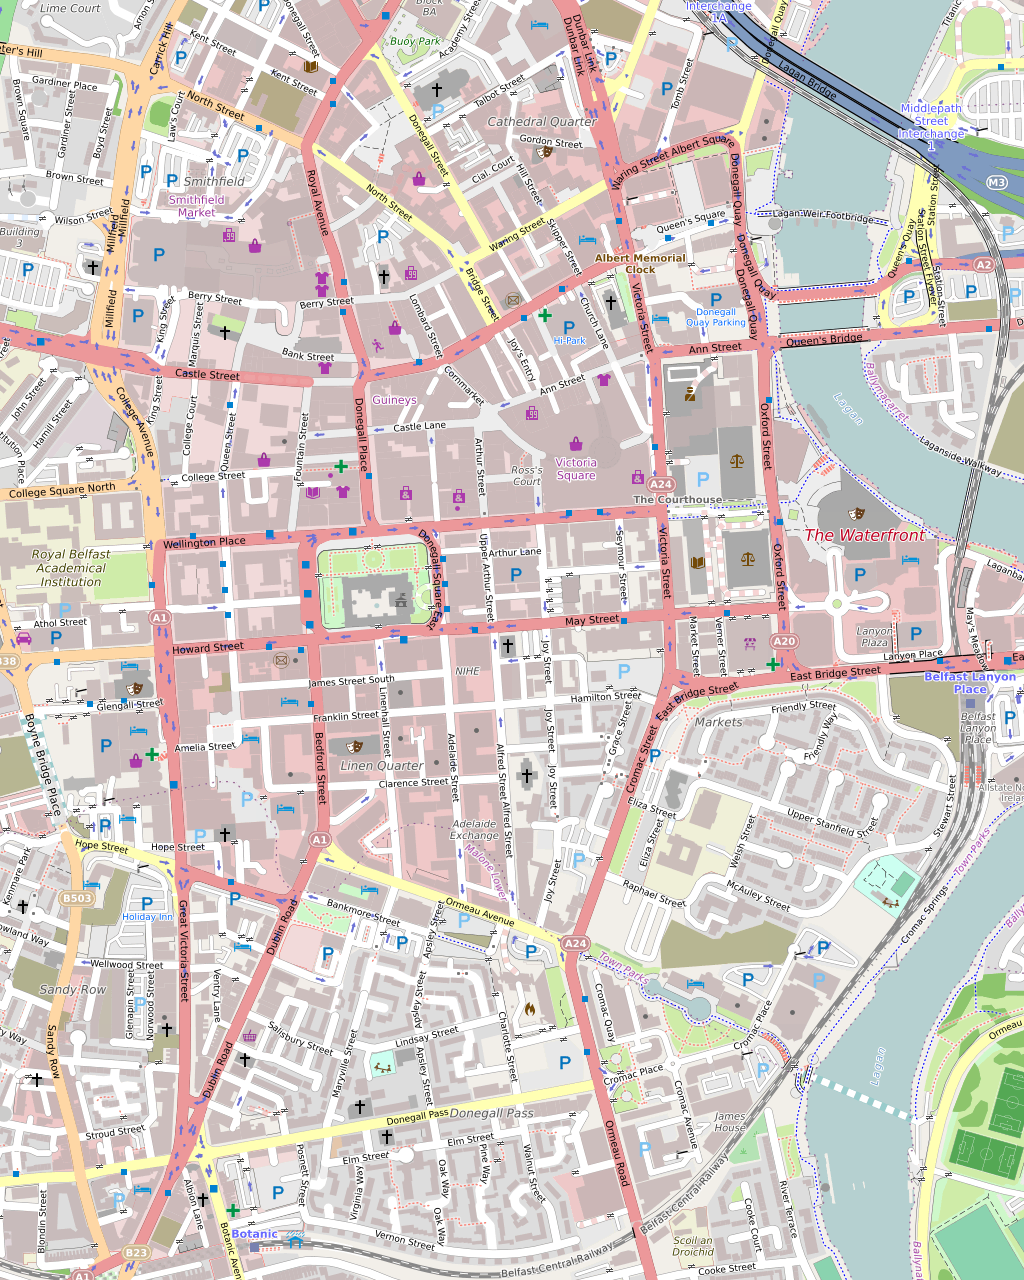 Lime Court
Block
BA
Interchange
1A
Carrick Hill
Kent Street
Buoy Park
Academy Street
Dunbar Link
Dunbar Link
Donegall Quay
Lagan Bridge
Gardiner Place
Kent Street
Talbot Street
Tomb Street
Brown Square
Gardiner Street
Boyd Street
Law's Court
North Street
Donegall Street
Cathedral Quarter
Gordon Street
Middlepath
Street
Interchange
1
Waring Street
Albert Square
M3
Brown Street
Smithfield
Smithfield
Market
Royal Avenue
North Street
Hill Street
Donegall Quay
Station Street
Wilson Street
Building
3
Millfield
Millfield
Skipper Street
Waring Street
Queen's Square
Lagan Weir Footbridge
Queen's Quay
Station Street Flyover
Albert Memorial
Clock
A2
Berry Street
Berry Street
Bridge Street
Millfield
King Street
Marquis Street
Lombard Street
Church Lane
Hi-Park
Victoria Street
Donegall
Quay Parking
Donegall Quay
Station Street
Bank Street
Joy's Entry
Ann Street
Queen's Bridge
Castle Street
Cornmarket
Ann Street
Ballymacarret
Lagan
John Street
Hamill Street
College Avenue
King Street
College Court
Queen Street
Fountain Street
Guineys
Donegall Place
Castle Lane
Oxford Street
Laganside Walkway
College Street
Arthur Street
Ross's
Court
Victoria
Square
College Square North
A24
The Courthouse
The Waterfront
Wellington Place
Royal Belfast
Academical
Institution
Donegall Square East
Upper Arthur Street
Arthur Lane
Seymour Street
Victoria Street
Oxford Street
A1
Athol Street
Howard Street
May Street
Market Street
Verner Street
A20
Lanyon
Plaza
Lanyon Place
May's Meadow
East Bridge Street
Belfast Lanyon
Place
James Street South
NIHE
Joy Street
Hamilton Street
East Bridge Street
Glengall Street
Franklin Street
Linenhall Street
Markets
Friendly Street
Friendly Way
Belfast
Lanyon
Place
Boyne Bridge Place
Amelia Street
Bedford Street
Linen Quarter
Adelaide Street
Alfred Street
Joy Street
Grace Street
Cromac Street
Clarence Street
Joy Street
Eliza Street
Upper Stanfield Street
Stewart Street
Hope Street
Hope Street
A1
Adelaide
Exchange
Alfred Street
Malone Lower
Eliza Street
Welsh Street
Town Parks
Kenmare Park
B503
Holiday Inn
Great Victoria Street
Dublin Road
Bankmore Street
Ormeau Avenue
Joy Street
Raphael Street
McAuley Street
Cromac Springs
Apsley Street
A24
Town Parks
Wellwood Street
Sandy Row
Glenalpin Street
Norwood Street
Ventry Lane
Salisbury Street
Lindsay Street
Apsley Street
Charlotte Street
Cromac Quay
Cromac Place
Sandy Row
Dublin Road
Maryville Street
Cromac Place
Lagan
Stroud Street
Donegall Pass
Donegall Pass
Cromac Avenue
James
House
Elm Street
Elm Street
Posnett Street
Virginia Way
Oak Way
Pine Way
Walnut Street
Ormeau Road
Belfast Central Railway
River Terrace
Blondin Street
Albion Lane
Botanic
Oak Way
Vernon Street
Cooke Court
Scoil an
Droichid
B23
A1
Belfast Central Railway
Cooke Street